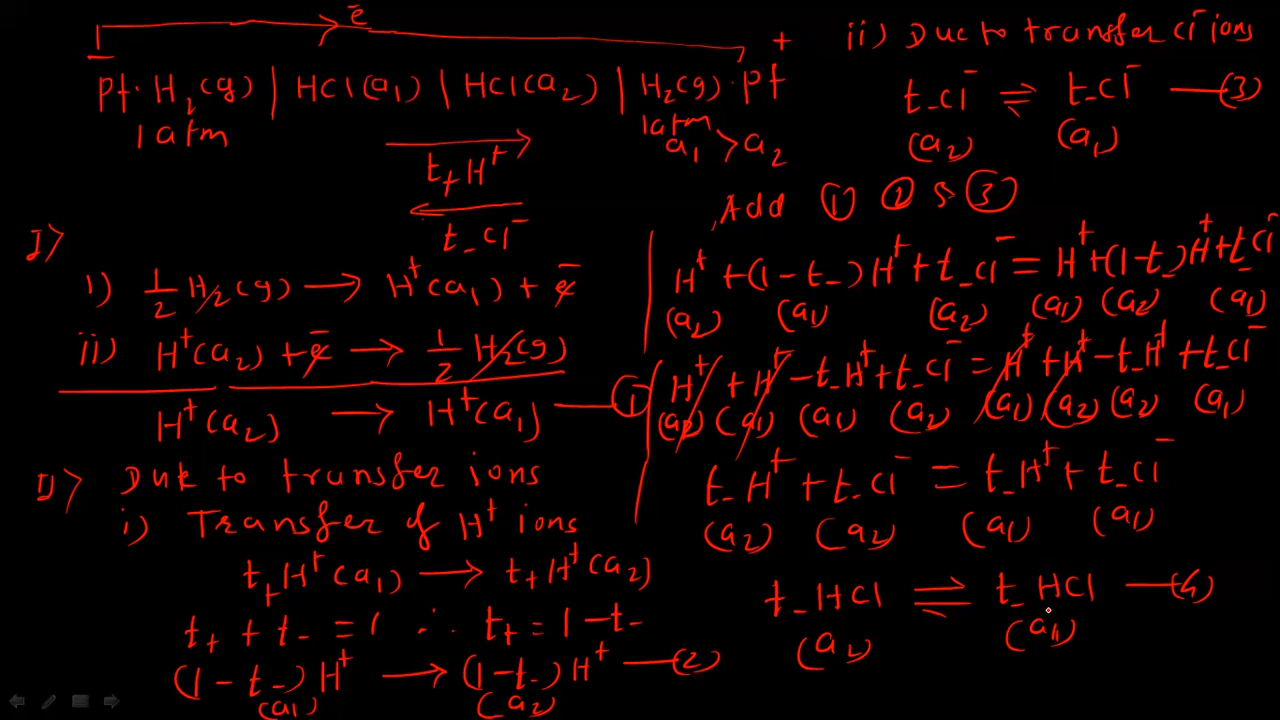 ē
+
Pt· H₂(g) | HCl(a₁) | HCl(a₂) | H₂(g)·Pt
1 atm 1 atm
a₁ > a₂
t₊H⁺
t₋Cl⁻
I>
i) ½ H₂(g) → H⁺(a₁) + ē
ii) H⁺(a₂) + ē → ½ H₂(g)
H⁺(a₂) → H⁺(a₁) — ①
II> Due to transfer ions
i) Transfer of H⁺ ions
t₊H⁺(a₁) → t₊H⁺(a₂)
t₊ + t₋ = 1 ∴ t₊ = 1 - t₋
(1 - t₋)H⁺ → (1 - t₋)H⁺ — (2)
(a₁) (a₂)
ii) Due to transfer Cl⁻ ions
t₋Cl⁻ ⇌ t₋Cl⁻ — (3)
(a₂) (a₁)
Add ① ② & ③
H⁺ + (1 - t₋)H⁺ + t₋Cl⁻ = H⁺ + (1 - t₋)H⁺ + t₋Cl⁻
(a₂) (a₁) (a₂) (a₁) (a₂) (a₁)
H⁺ + H⁺ - t₋H⁺ + t₋Cl⁻ = H⁺ + H⁺ - t₋H⁺ + t₋Cl⁻
(a₂) (a₁) (a₁) (a₂) (a₁) (a₂) (a₂) (a₁)
t₋H⁺ + t₋Cl⁻ = t₋H⁺ + t₋Cl⁻
(a₂) (a₂) (a₁) (a₁)
t₋HCl ⇌ t₋HCl — (4)
(a₂) (a₁)